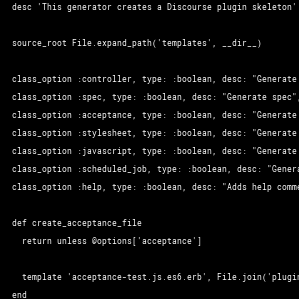 desc 'This generator creates a Discourse plugin skeleton'
source_root File.expand_path('templates', __dir__)
class_option :controller, type: :boolean, desc: "Generate
class_option :spec, type: :boolean, desc: "Generate spec",
class_option :acceptance, type: :boolean, desc: "Generate
class_option :stylesheet, type: :boolean, desc: "Generate
class_option :javascript, type: :boolean, desc: "Generate
class_option :scheduled_job, type: :boolean, desc: "Genera
class_option :help, type: :boolean, desc: "Adds help comme
def create_acceptance_file
return unless @options['acceptance']
template 'acceptance-test.js.es6.erb', File.join('plugin
end